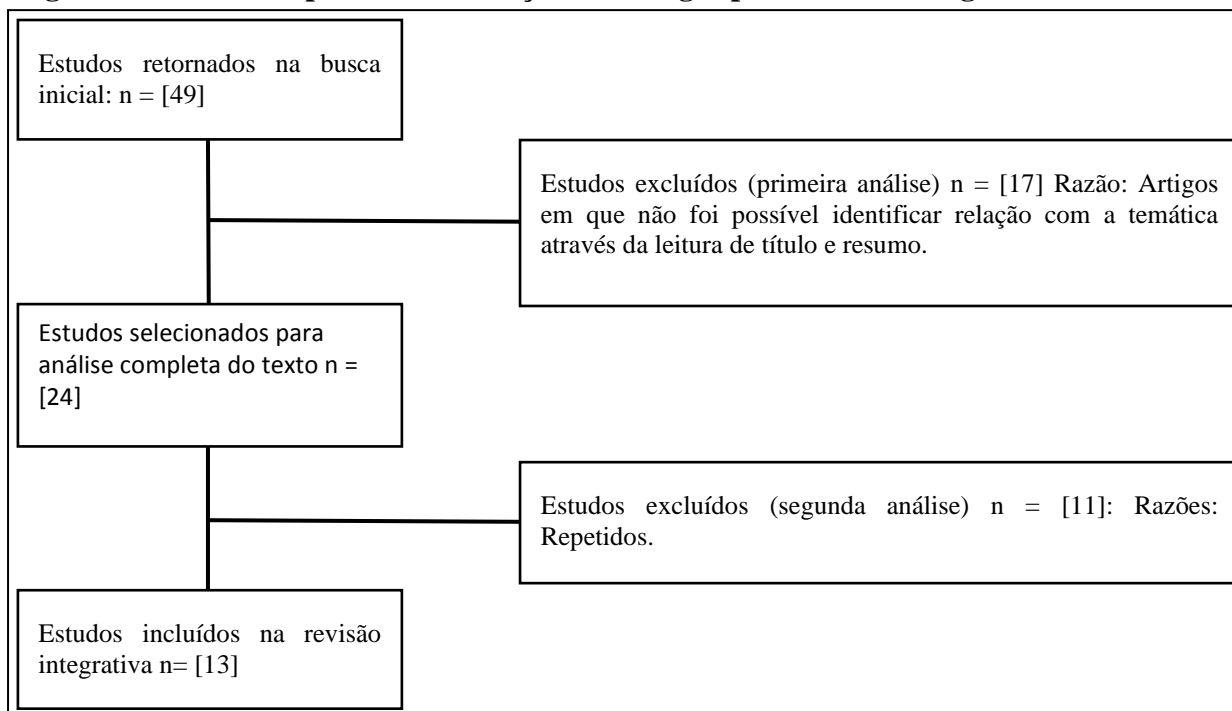 Estudos retornados na busca
inicial: n = [49]
Estudos excluídos (primeira análise) n = [17] Razão: Artigos
em que não foi possível identificar relação com a temática
através da leitura de título e resumo.
Estudos selecionados para
análise completa do texto n =
[24]
Estudos excluídos (segunda análise) n = [11]: Razões:
Repetidos.
Estudos incluídos na revisão
integrativa n= [13]